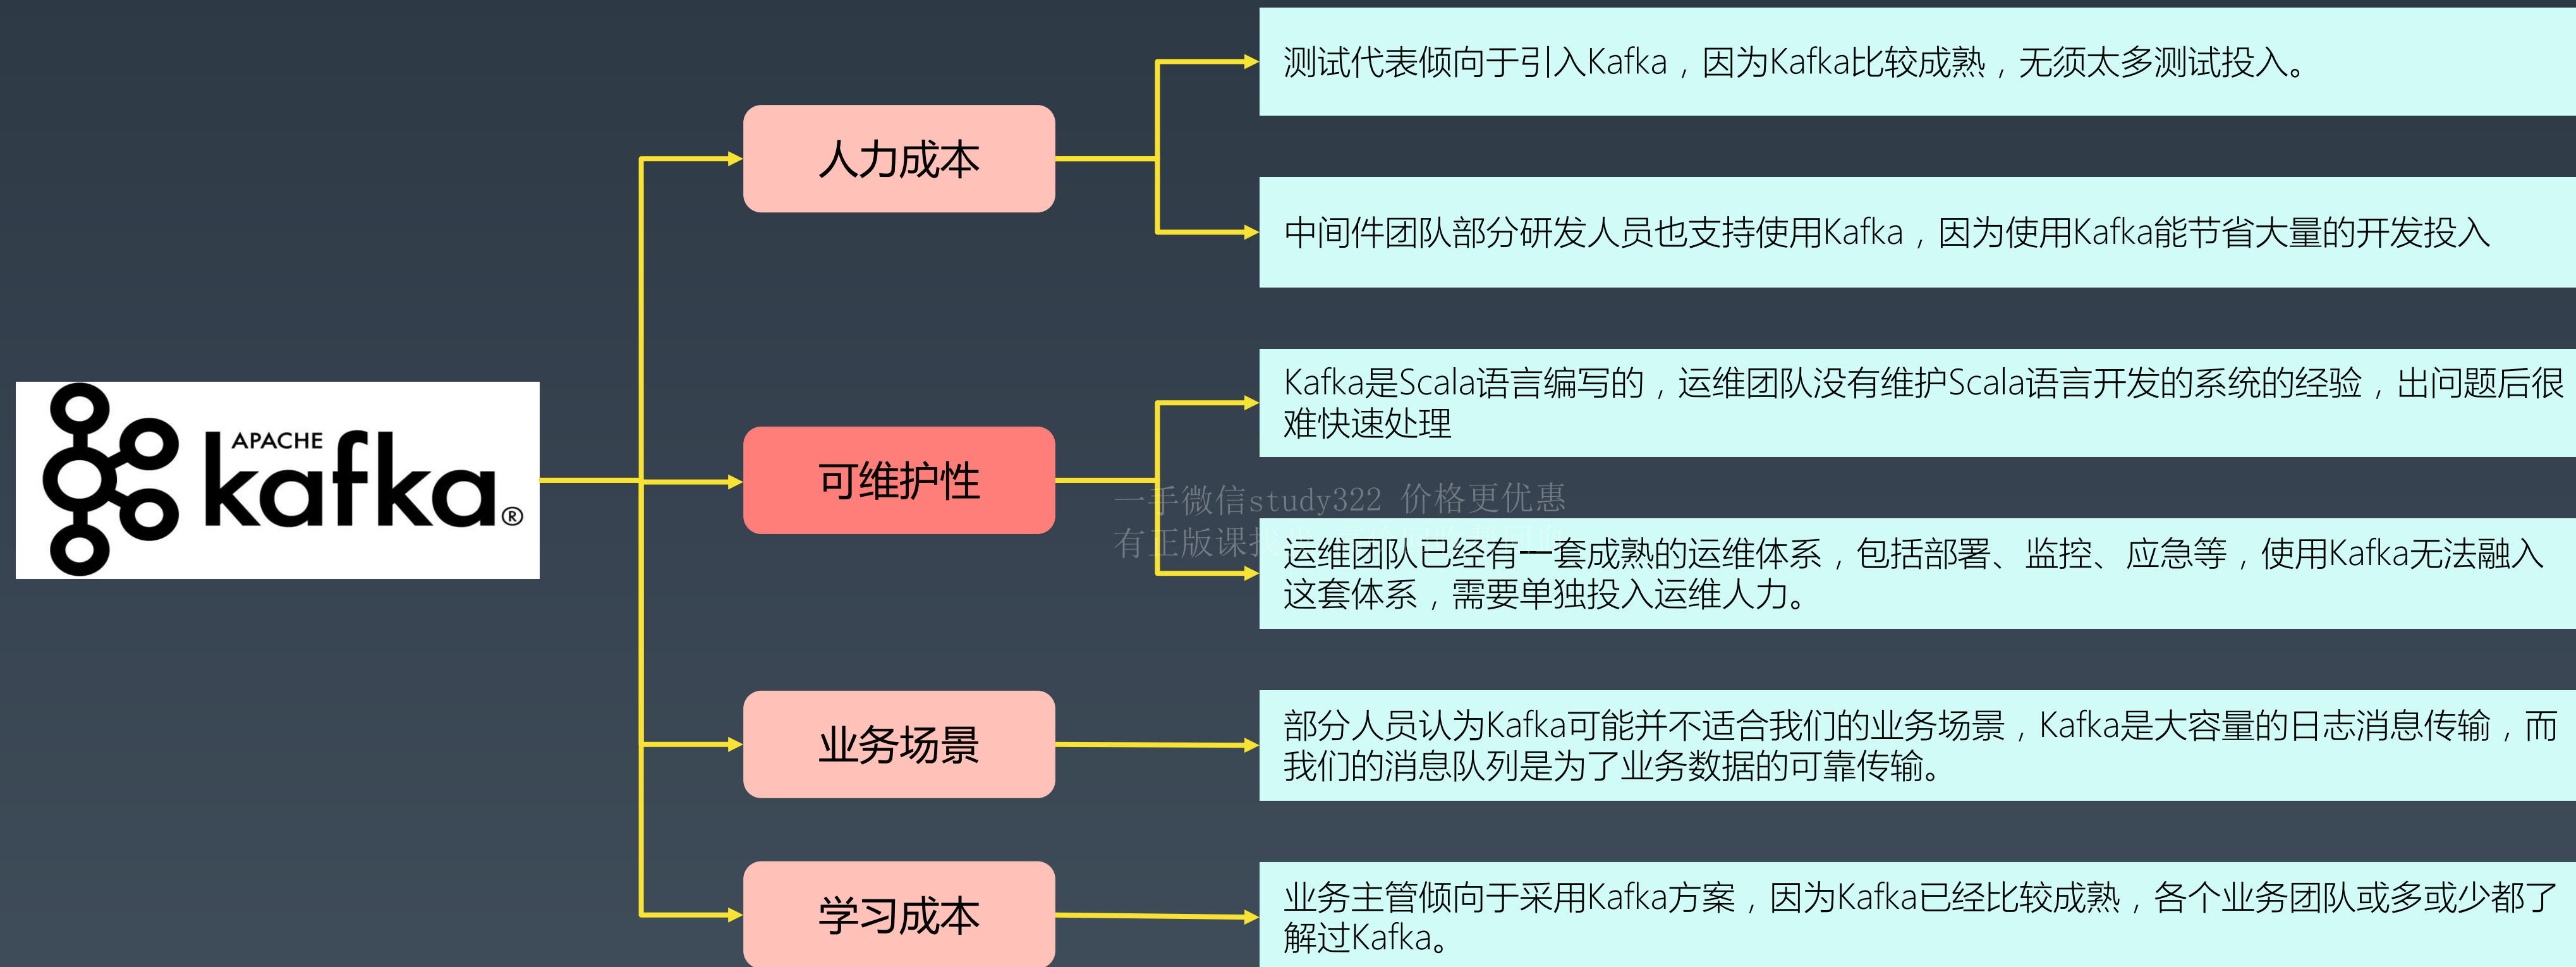 测试代表倾向于引入Kafka，因为Kafka比较成熟，无须太多测试投入。
人力成本
中间件团队部分研发人员也支持使用Kafka，因为使用Kafka能节省大量的开发投入
Kafka是Scala语言编写的，运维团队没有维护Scala语言开发的系统的经验，出问题后很
难快速处理
APACHE
kafka®
可维护性
一手微信study322 价格更优惠
有正版课
运维团队已经有一套成熟的运维体系，包括部署、监控、应急等，使用Kafka无法融入
这套体系，需要单独投入运维人力。
业务场景
部分人员认为Kafka可能并不适合我们的业务场景，Kafka是大容量的日志消息传输，而
我们的消息队列是为了业务数据的可靠传输。
学习成本
业务主管倾向于采用Kafka方案，因为Kafka已经比较成熟，各个业务团队或多或少都了
解过Kafka。